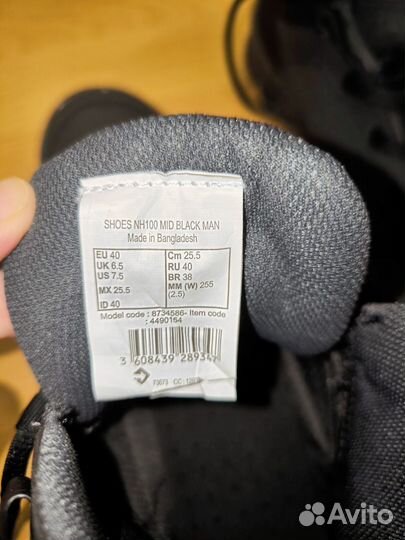 SHOES NH100 MID BLACK MAN
Made in Bangladesh
EU 40
UK 6.5
US 7.5
MX 25.5
ID 40
Cm 25.5
RU 40
BR 38
MM (W) 255
(2.5)
Model code : 8734586- Item code
: 4490164
3 608439 28934
Avito